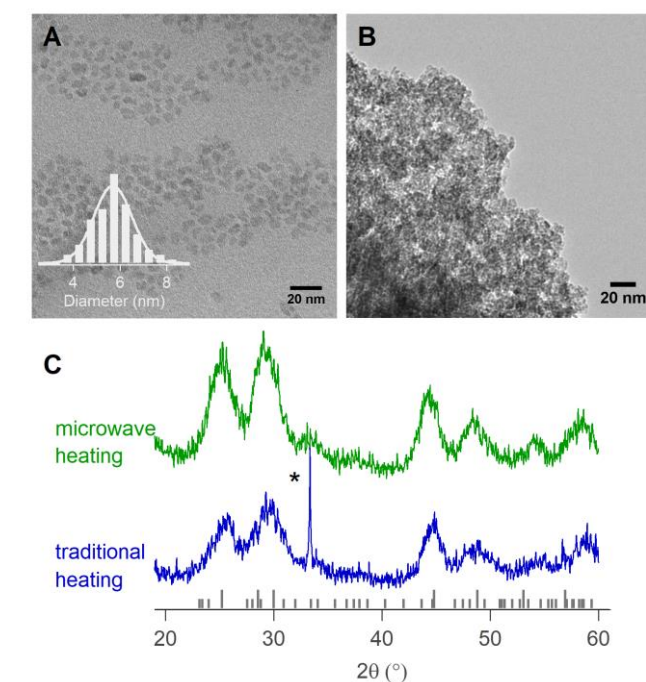 A
B
4 6 8
Diameter (nm)
20 nm
20 nm
C
microwave
heating
*
traditional
heating
20 30 40 50 60
2θ (°)